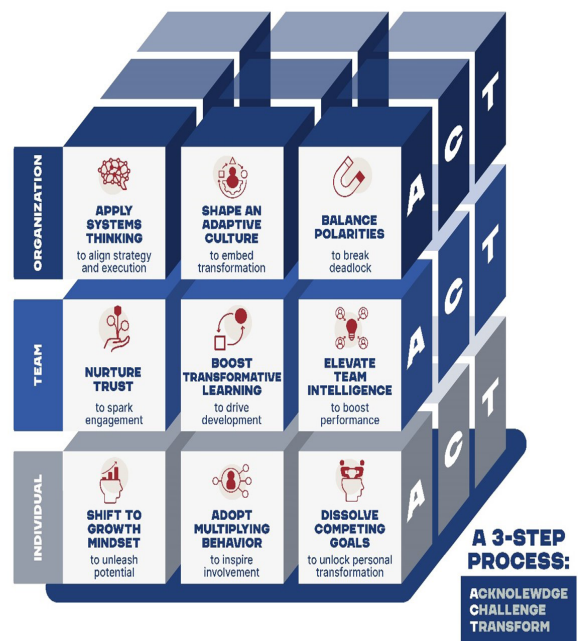 ORGANIZATION
APPLY
SYSTEMS
THINKING
to align strategy
and execution
SHAPE AN
ADAPTIVE
CULTURE
to embed
transformation
BALANCE
POLARITIES
to break
deadlock
A
C
T
TEAM
NURTURE
TRUST
to spark
engagement
BOOST
TRANSFORMATIVE
LEARNING
to drive
development
ELEVATE
TEAM
INTELLIGENCE
to boost
performance
A
C
T
INDIVIDUAL
SHIFT TO
GROWTH
MINDSET
to unleash
potential
ADOPT
MULTIPLYING
BEHAVIOR
to inspire
involvement
DISSOLVE
COMPETING
GOALS
to unlock personal
transformation
A
C
T
A 3-STEP
PROCESS:
ACKNOLEWDGE
CHALLENGE
TRANSFORM